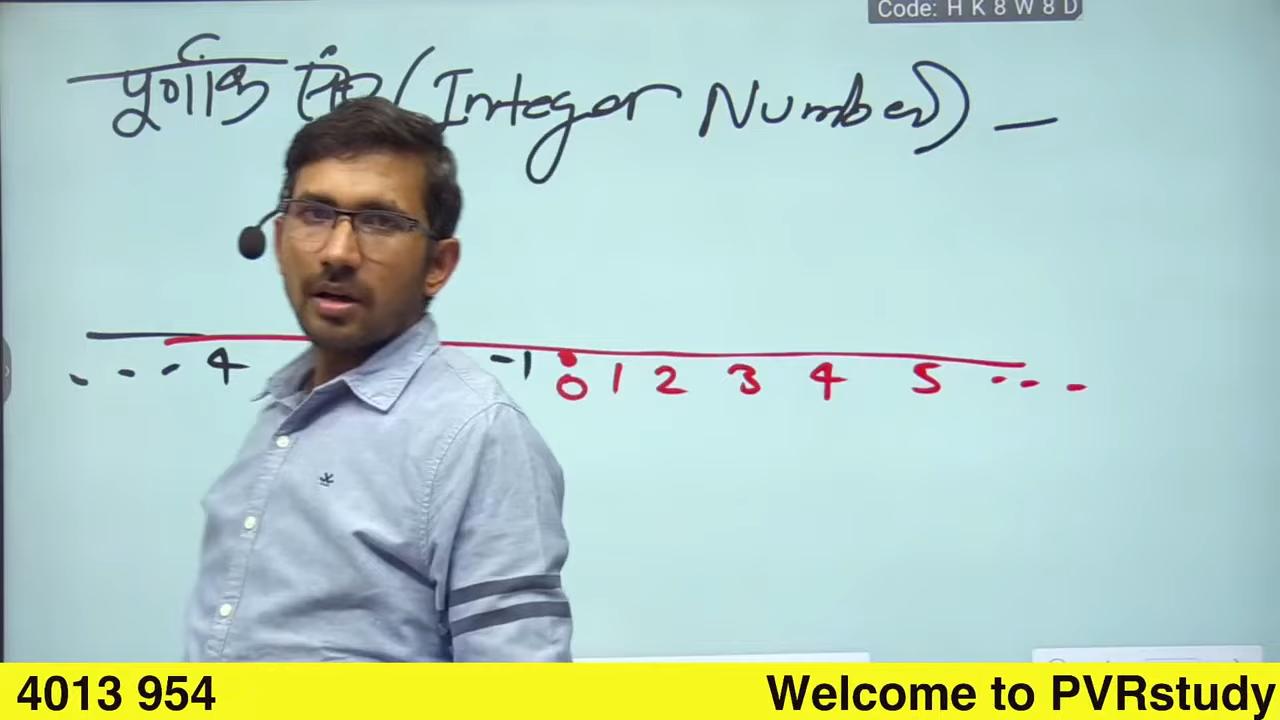 Code: H K 8 W 8 D
पूर्णांक (Integer Number) –
. . . 4 -1 0 1 2 3 4 5 . . .
4013 954 Welcome to PVRstudy